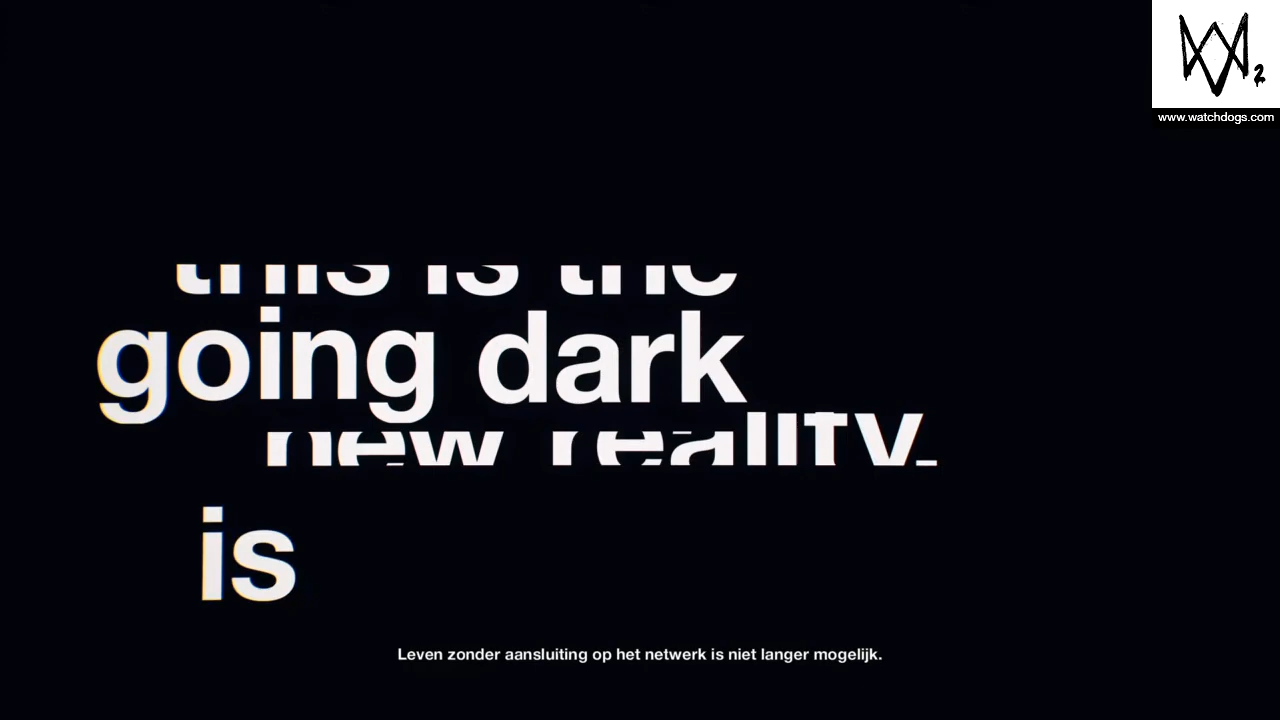 2
www.watchdogs.com
this is the
going dark
new reality.
is
Leven zonder aansluiting op het netwerk is niet langer mogelijk.